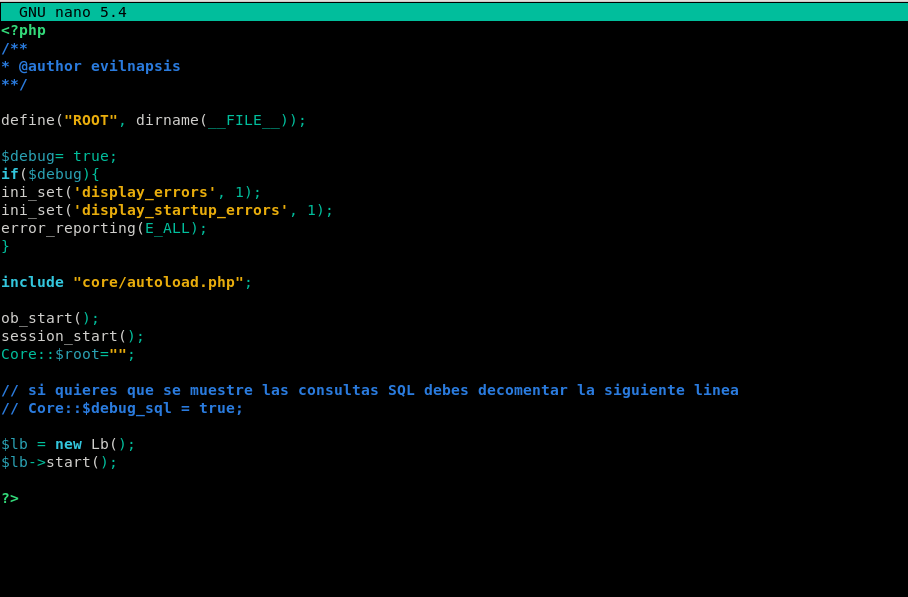 GNU nano 5.4
<?php
/**
* @author evilnapsis
**/
define("ROOT", dirname(__FILE__));
$debug= true;
if($debug){
ini_set('display_errors', 1);
ini_set('display_startup_errors', 1);
error_reporting(E_ALL);
}
include "core/autoload.php";
ob_start();
session_start();
Core::$root="";
// si quieres que se muestre las consultas SQL debes decomentar la siguiente linea
// Core::$debug_sql = true;
$lb = new Lb();
$lb->start();
?>